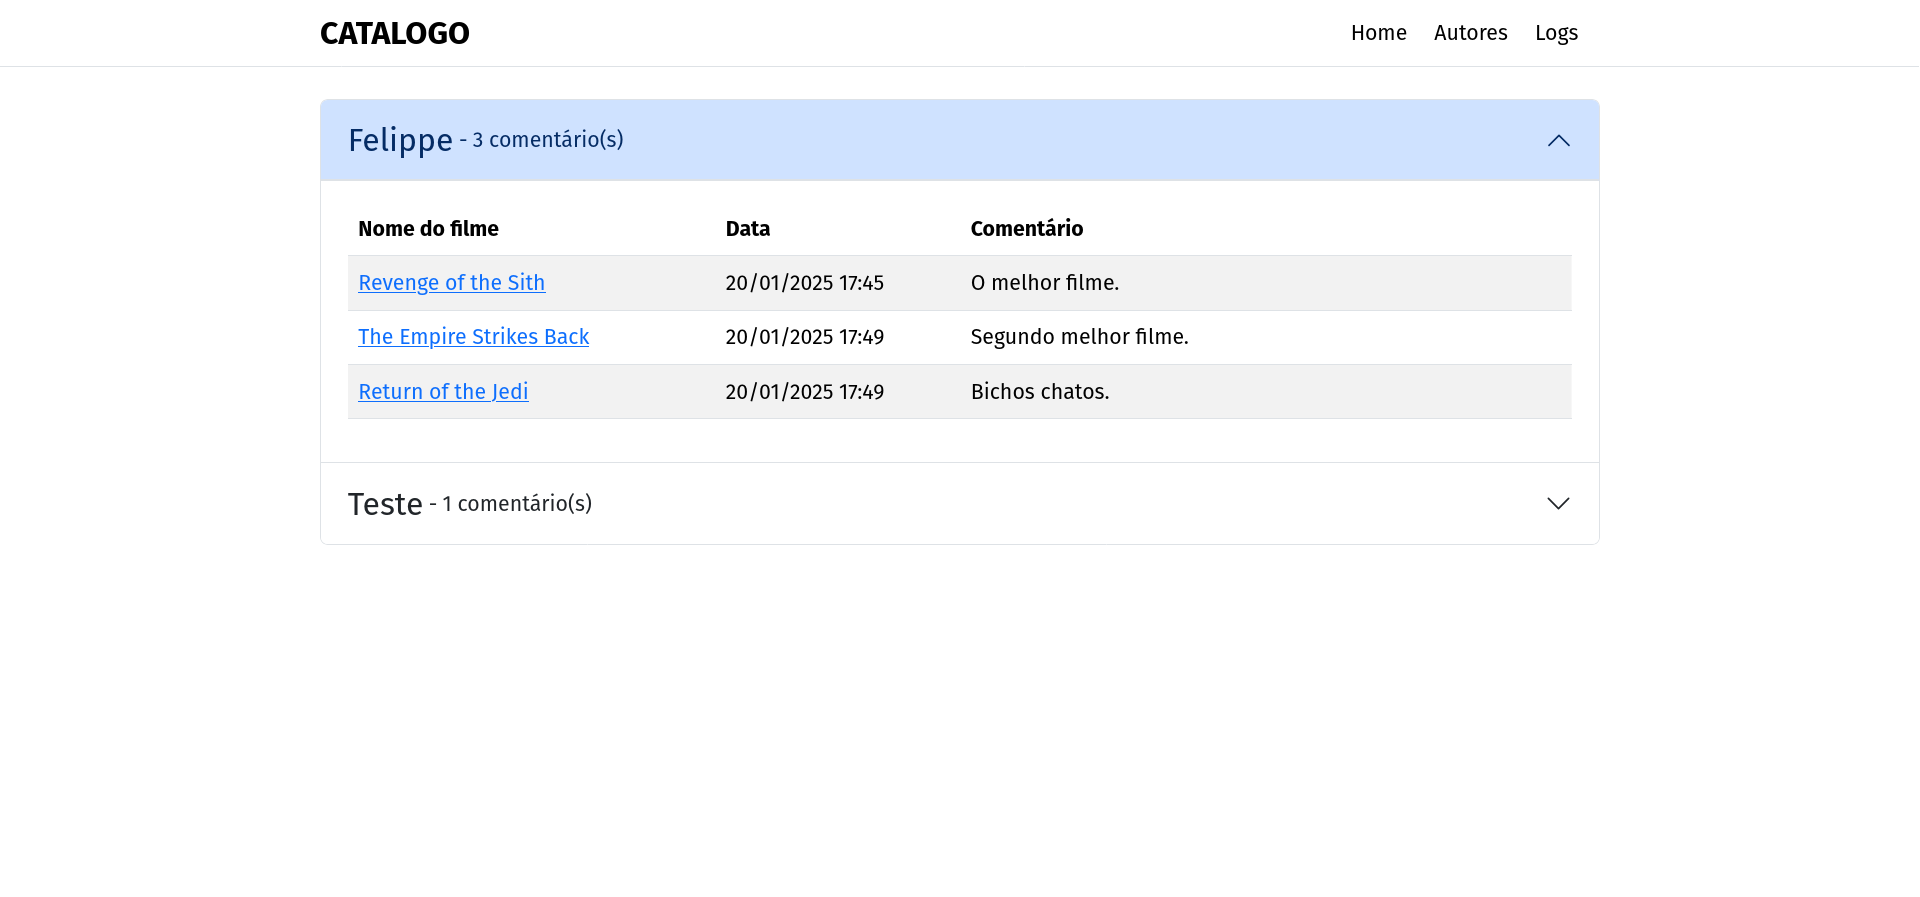 CATALOGO Home Autores Logs
Felippe - 3 comentário(s)
Nome do filme Data Comentário
Revenge of the Sith 20/01/2025 17:45 O melhor filme.
The Empire Strikes Back 20/01/2025 17:49 Segundo melhor filme.
Return of the Jedi 20/01/2025 17:49 Bichos chatos.
Teste - 1 comentário(s)